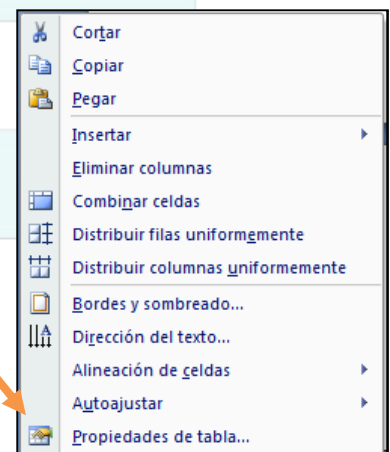 Cortar
Copiar
Pegar
Insertar
Eliminar columnas
Combinar celdas
Distribuir filas uniformemente
Distribuir columnas uniformemente
Bordes y sombreado...
Dirección del texto...
Alineación de celdas
Autoajustar
Propiedades de tabla...